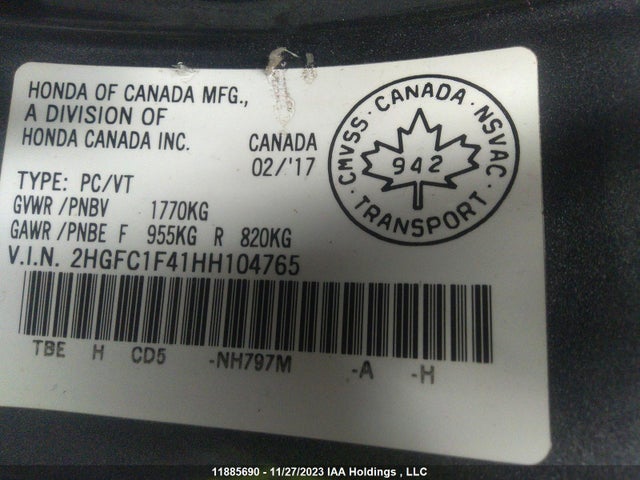 HONDA OF CANADA MFG.,
A DIVISION OF
HONDA CANADA INC.
CANADA
02/'17
CMVSS · CANADA · NSVAC
942
· TRANSPORT ·
TYPE: PC/VT
GVWR/PNBV 1770KG
GAWR/PNBE F 955KG R 820KG
V.I.N. 2HGFC1F41HH104765
TBE H CD5 -NH797M -A -H
11885690 - 11/27/2023 IAA Holdings , LLC